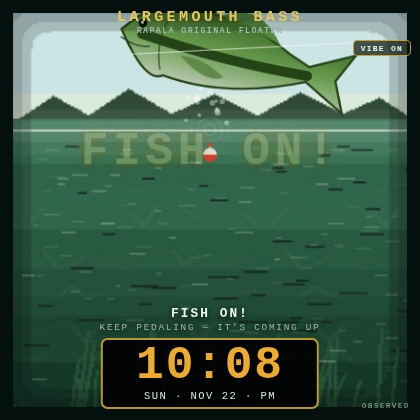 LARGEMOUTH BASS
RAPALA ORIGINAL FLOAT
VIBE ON
FISH ON!
FISH ON!
KEEP PEDALING — IT'S COMING UP
10:08
SUN · NOV 22 · PM
OBSERVED